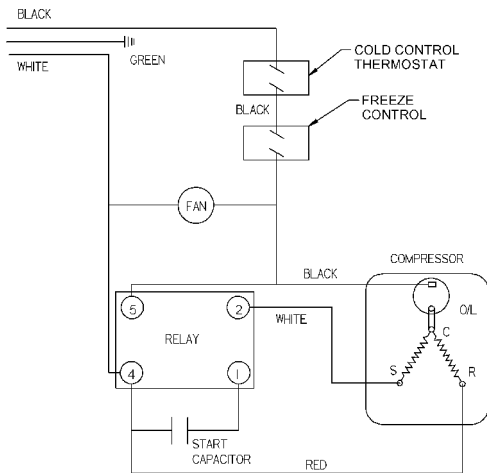 BLACK
GREEN
WHITE
COLD CONTROL
THERMOSTAT
BLACK
FREEZE
CONTROL
FAN
BLACK
COMPRESSOR
5
2
WHITE
O/L
RELAY
C
S
R
4
1
START
CAPACITOR
RED